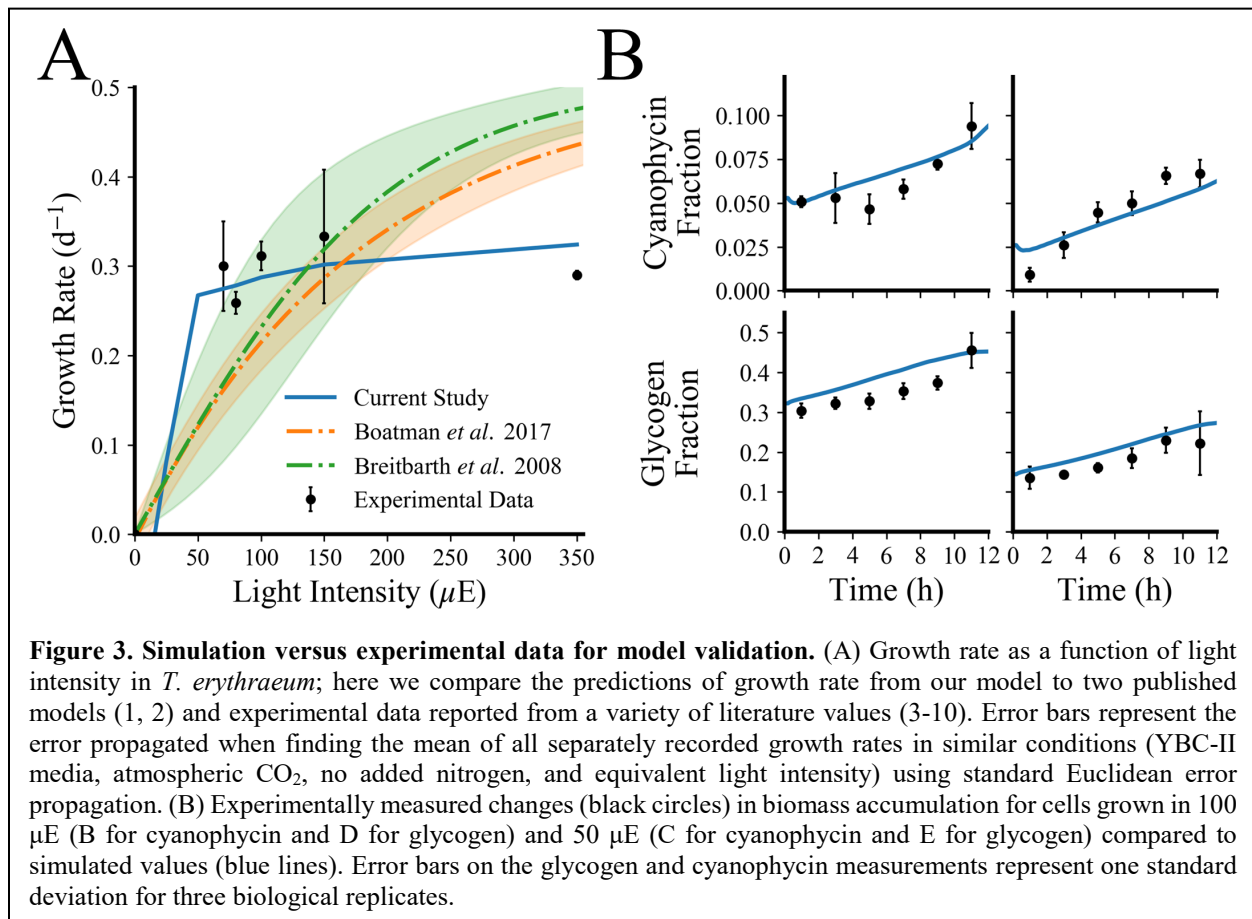 A
B
0.5
0.4
0.3
0.2
0.1
0.0
Growth Rate (d⁻¹)
0 50 100 150 200 250 300 350
Light Intensity (µE)
Current Study
Boatman et al. 2017
Breitbarth et al. 2008
Experimental Data
Cyanophycin
Fraction
0.100
0.075
0.050
0.025
0.000
Glycogen
Fraction
0.5
0.4
0.3
0.2
0.1
0.0
0 2 4 6 8 10 12
0 2 4 6 8 10 12
Time (h)
Time (h)
Figure 3. Simulation versus experimental data for model validation. (A) Growth rate as a function of light
intensity in T. erythraeum; here we compare the predictions of growth rate from our model to two published
models (1, 2) and experimental data reported from a variety of literature values (3-10). Error bars represent the
error propagated when finding the mean of all separately recorded growth rates in similar conditions (YBC-II
media, atmospheric CO₂, no added nitrogen, and equivalent light intensity) using standard Euclidean error
propagation. (B) Experimentally measured changes (black circles) in biomass accumulation for cells grown in 100
µE (B for cyanophycin and D for glycogen) and 50 µE (C for cyanophycin and E for glycogen) compared to
simulated values (blue lines). Error bars on the glycogen and cyanophycin measurements represent one standard
deviation for three biological replicates.